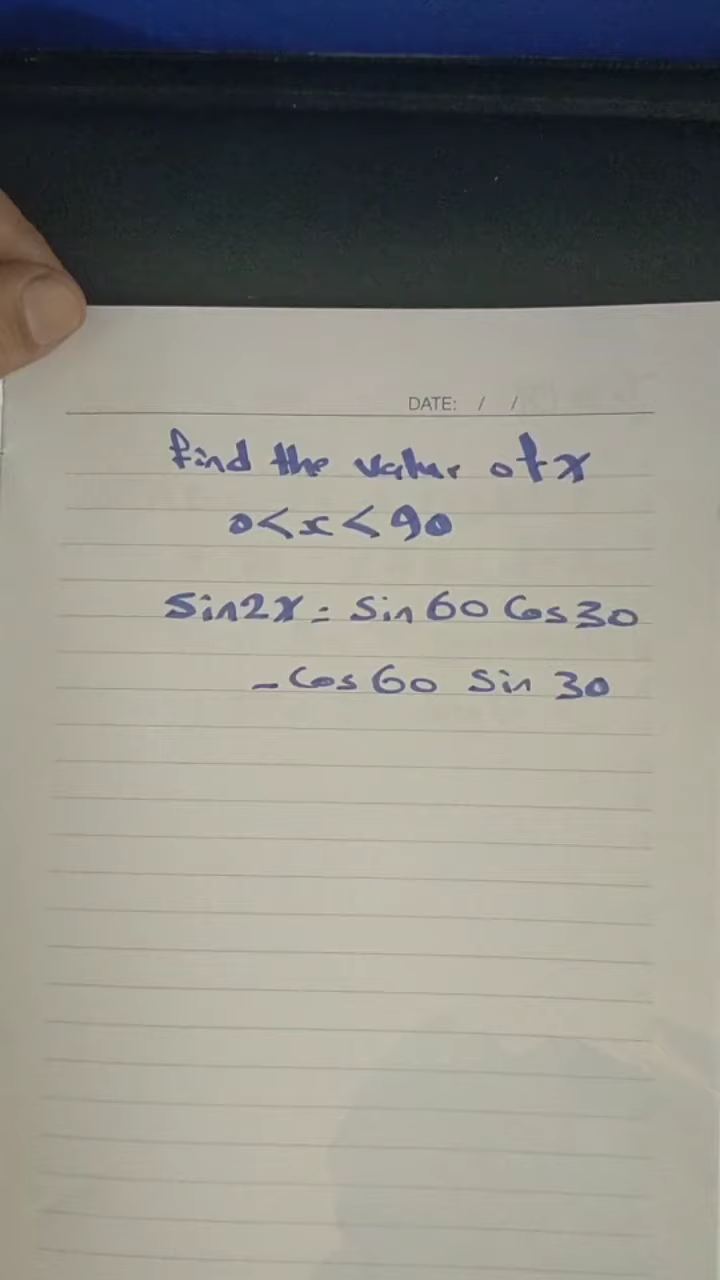 DATE: / /
find the value of x
0<x<90
Sin2x = Sin 60 Cos 30
- Cos 60 Sin 30